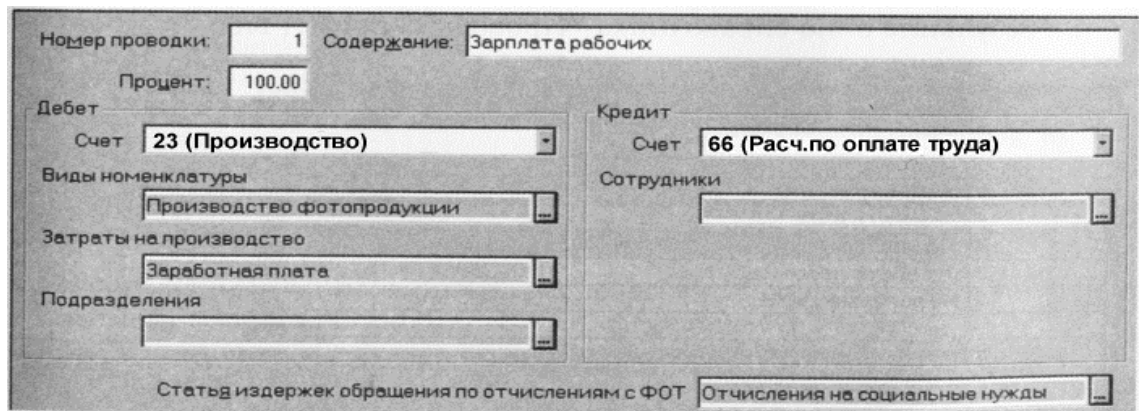 Номер проводки: 1 Содержание: Зарплата рабочих
Процент: 100.00
Дебет Кредит
Счет 23 (Производство) Счет 66 (Расч.по оплате труда)
Виды номенклатуры Сотрудники
Производство фотопродукции ...
Затраты на производство
Заработная плата ...
Подразделения
...
Статья издержек обращения по отчислениям с ФОТ Отчисления на социальные нужды ...